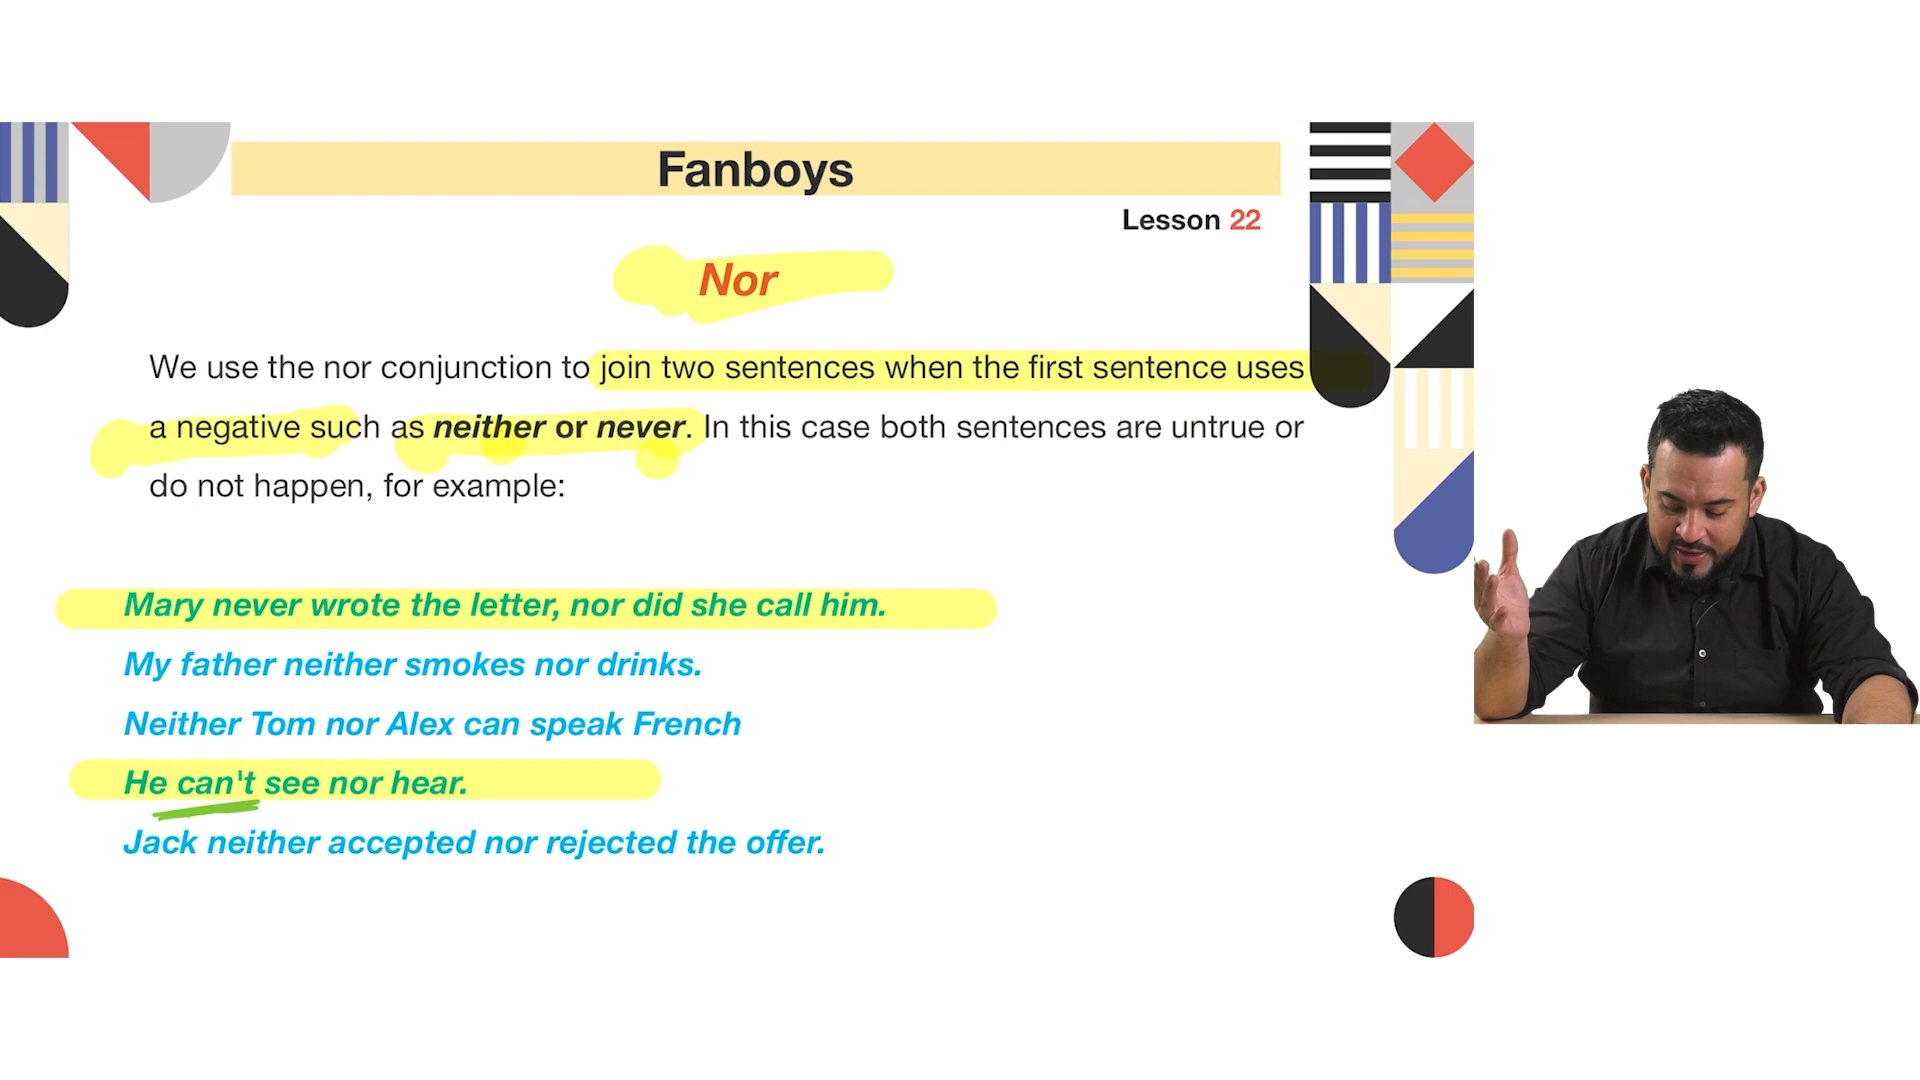 Fanboys
Lesson 22
Nor
We use the nor conjunction to join two sentences when the first sentence uses
a negative such as neither or never. In this case both sentences are untrue or
do not happen, for example:
Mary never wrote the letter, nor did she call him.
My father neither smokes nor drinks.
Neither Tom nor Alex can speak French
He can't see nor hear.
Jack neither accepted nor rejected the offer.